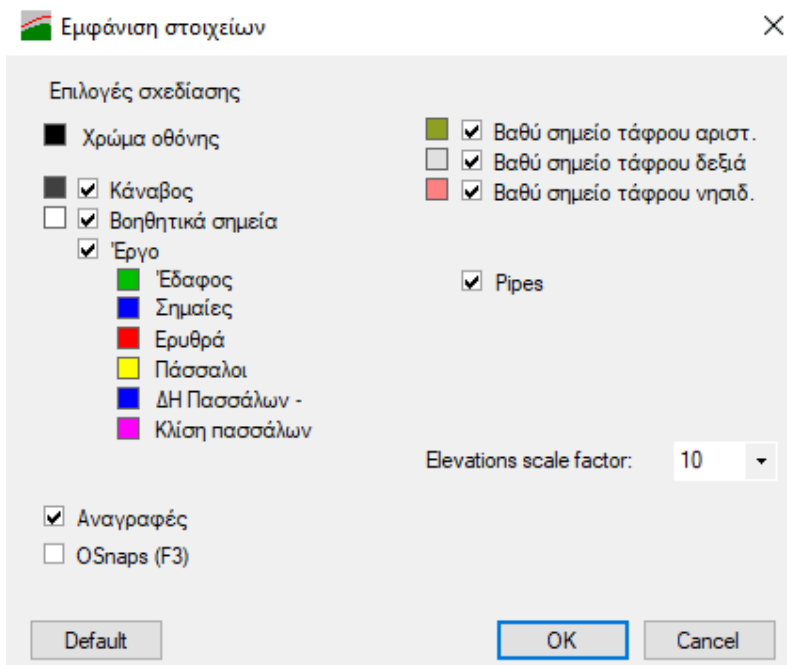 Εμφάνιση στοιχείων
Επιλογές σχεδίασης
Χρώμα οθόνης
Κάναβος
Βοηθητικά σημεία
Έργο
Έδαφος
Σημαίες
Ερυθρά
Πάσσαλοι
ΔΗ Πασσάλων -
Κλίση πασσάλων
Αναγραφές
OSnaps (F3)
Βαθύ σημείο τάφρου αριστ.
Βαθύ σημείο τάφρου δεξιά
Βαθύ σημείο τάφρου νησιδ.
Pipes
Elevations scale factor: 10
Default OK Cancel